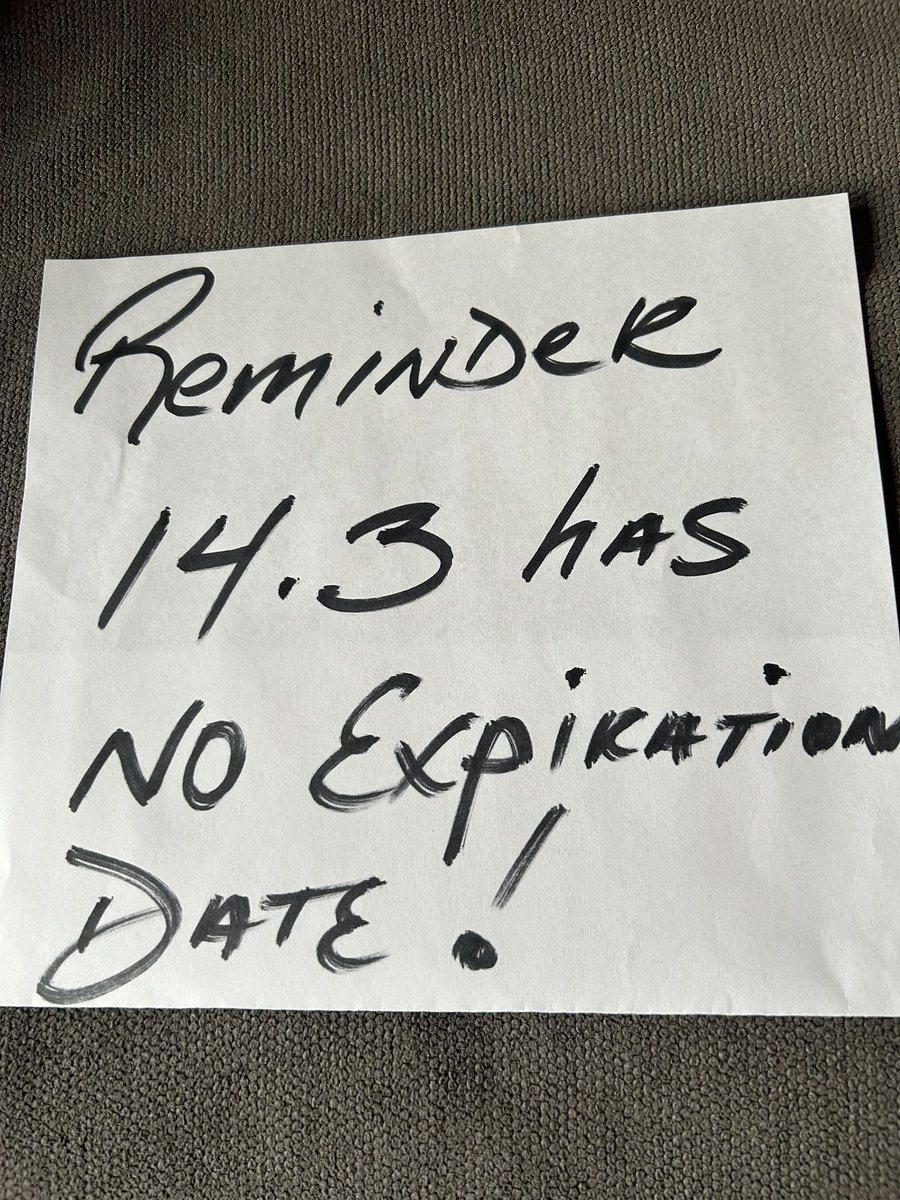 Reminder
14.3 has
No Expiration
Date!